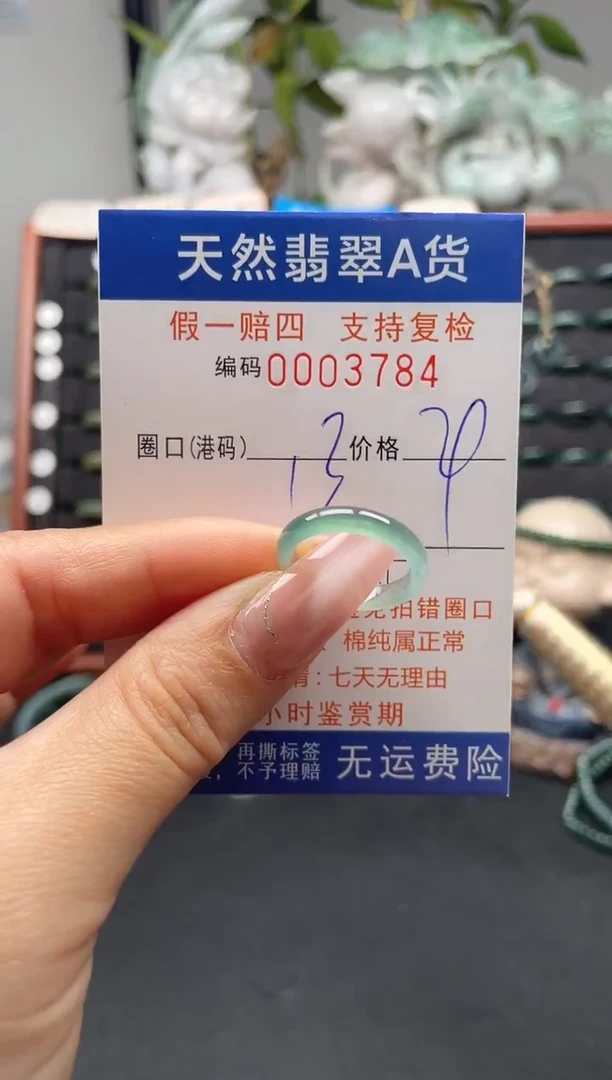 天然翡翠A货
假一赔四 支持复检
编码0003784
圈口(港码) 13 价格
拍错圈口
棉纯属正常
:七天无理由
小时鉴赏期
再撕标签
，不予理赔 无运费险